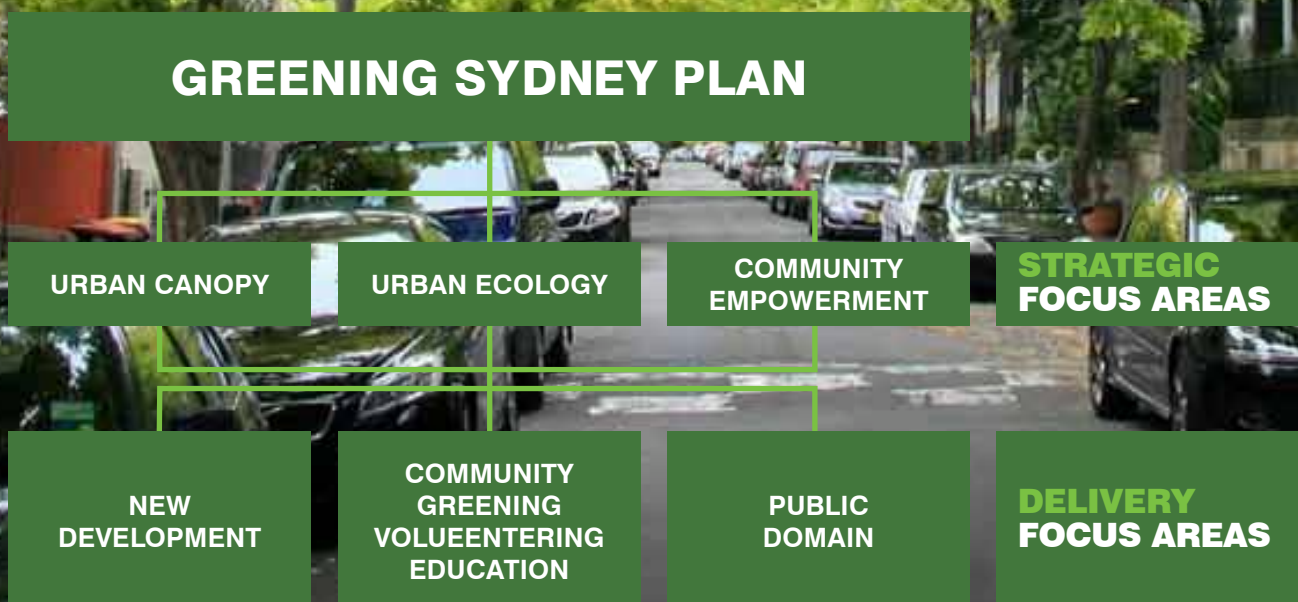 GREENING SYDNEY PLAN
URBAN CANOPY
URBAN ECOLOGY
COMMUNITY
EMPOWERMENT
STRATEGIC
FOCUS AREAS
NEW
DEVELOPMENT
COMMUNITY
GREENING
VOLUEENTERING
EDUCATION
PUBLIC
DOMAIN
DELIVERY
FOCUS AREAS